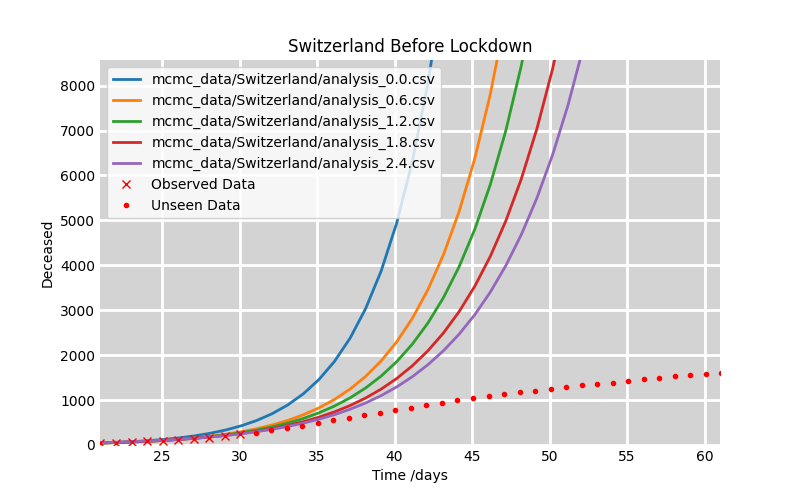 Switzerland Before Lockdown
mcmc_data/Switzerland/analysis_0.0.csv
mcmc_data/Switzerland/analysis_0.6.csv
mcmc_data/Switzerland/analysis_1.2.csv
mcmc_data/Switzerland/analysis_1.8.csv
mcmc_data/Switzerland/analysis_2.4.csv
Observed Data
Unseen Data
Deceased
8000
7000
6000
5000
4000
3000
2000
1000
0
25 30 35 40 45 50 55 60
Time /days